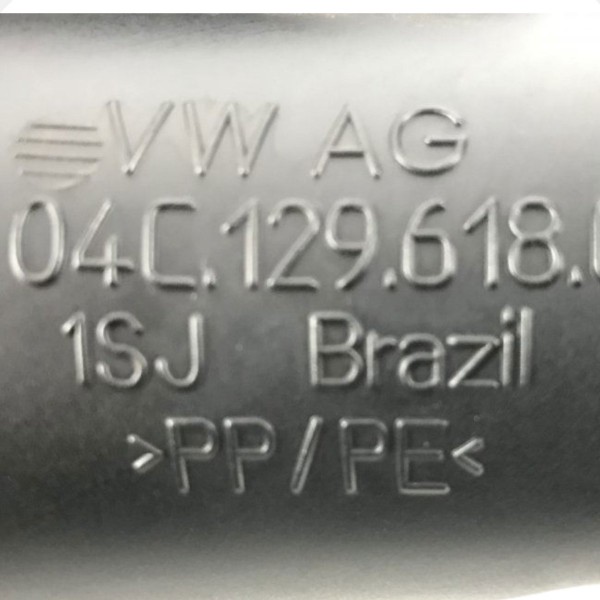 VW AG
04C.129.618.
1SJ Brazil
>PP/PE<